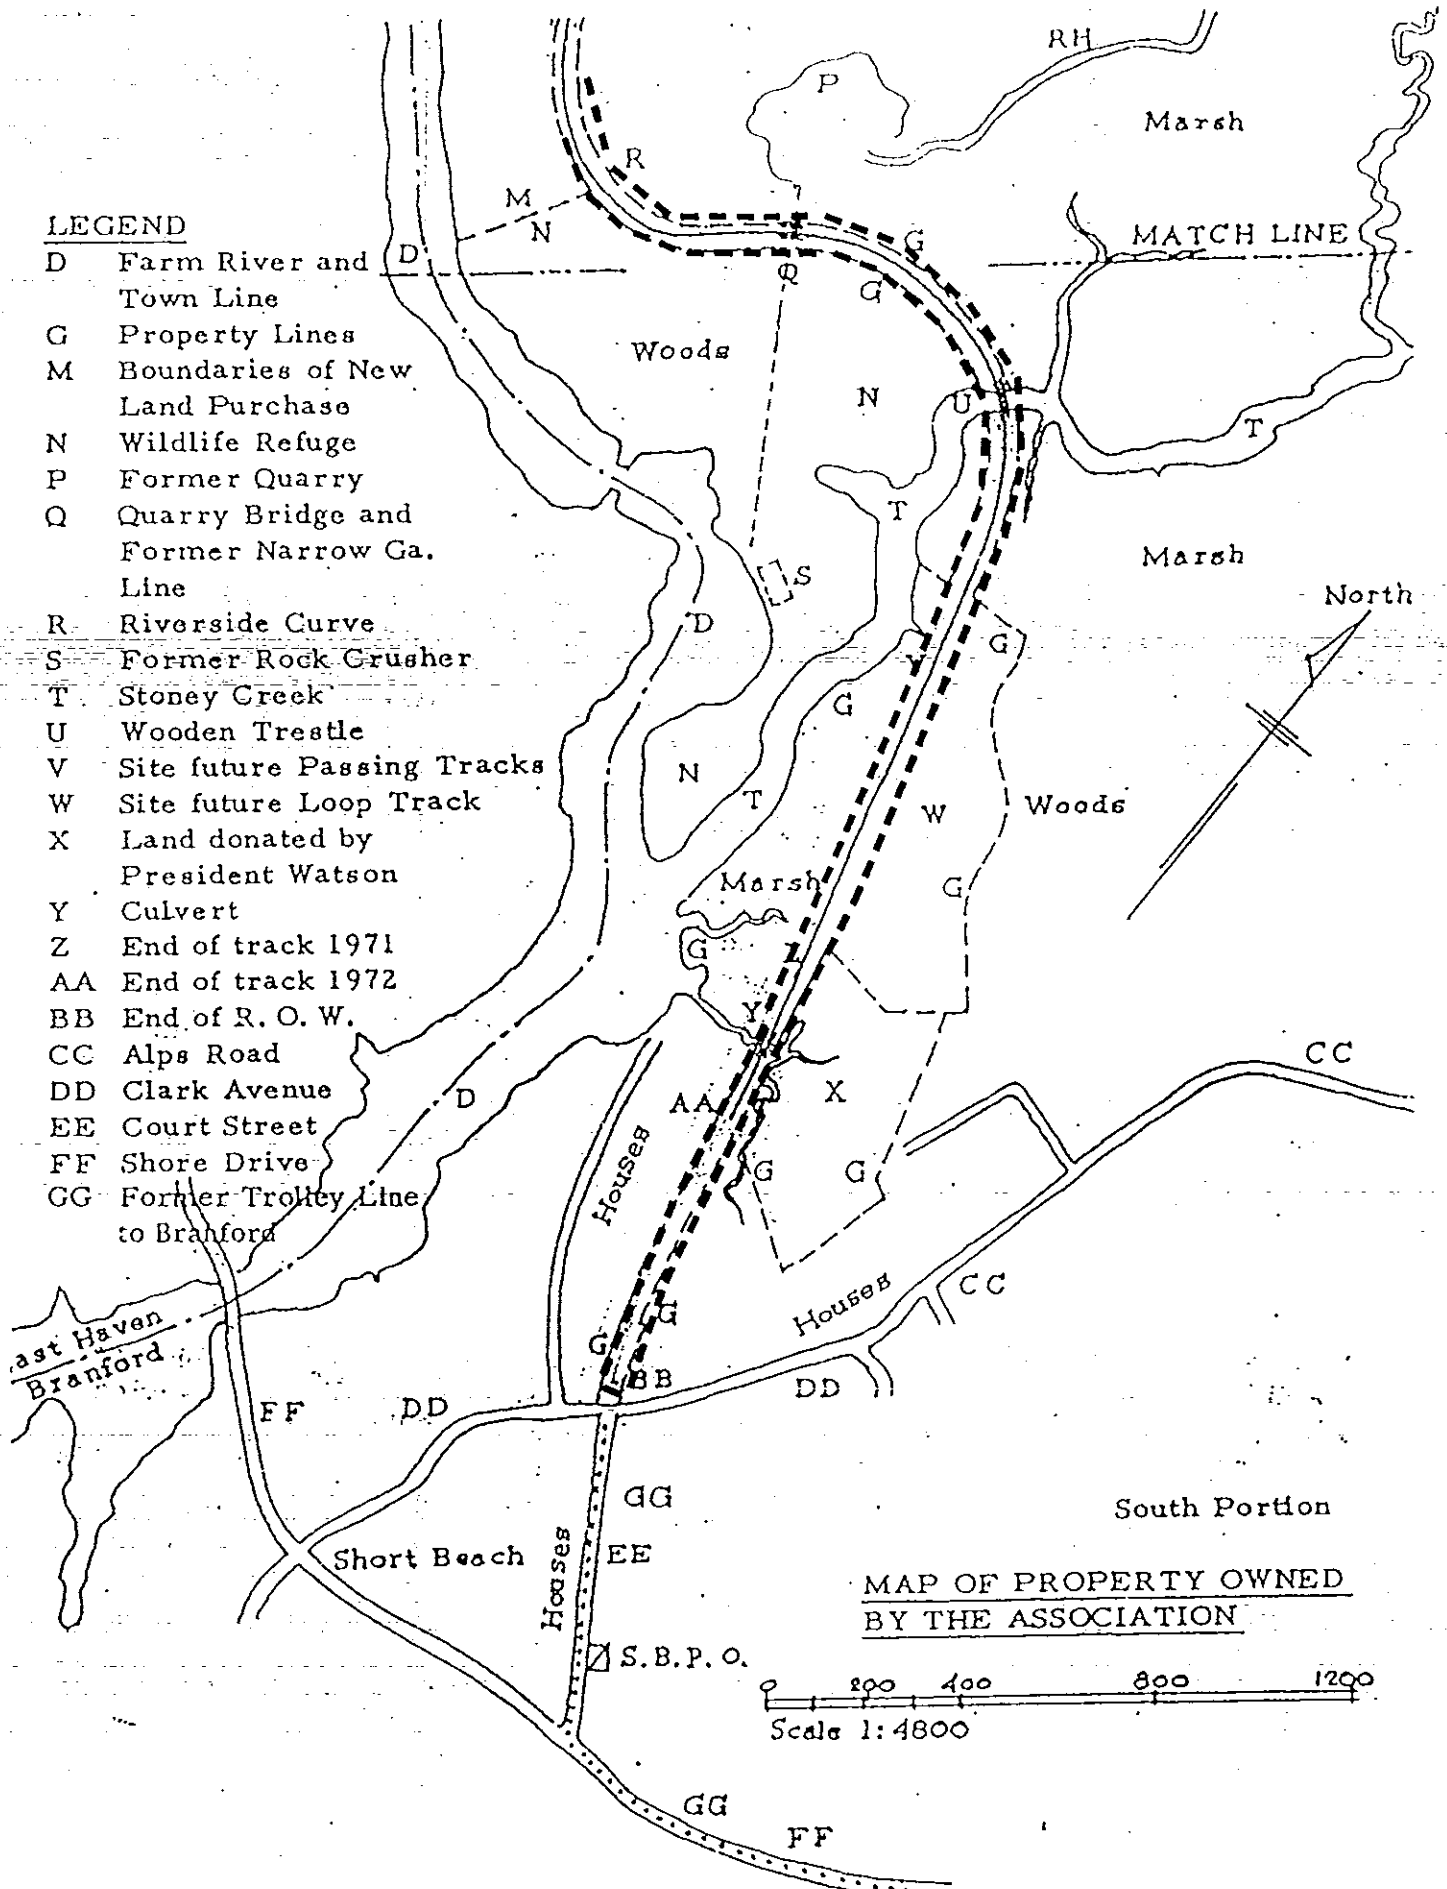 RH
P
Marsh
R
M
N
G
MATCH LINE
D
Q
G
LEGEND
D Farm River and
Town Line
G Property Lines
M Boundaries of New
Land Purchase
N Wildlife Refuge
P Former Quarry
Q Quarry Bridge and
Former Narrow Ga.
Line
R Riverside Curve
S Former Rock Crusher
T Stoney Creek
U Wooden Trestle
V Site future Passing Tracks
W Site future Loop Track
X Land donated by
President Watson
Y Culvert
Z End of track 1971
AA End of track 1972
BB End of R. O. W.
CC Alps Road
DD Clark Avenue
EE Court Street
FF Shore Drive
GG Former Trolley Line
to Branford
Woods
N
U
T
T
Marsh
S
North
D
G
V
G
N
T
W
Woods
Marsh
G
G
Z
Y
CC
D
AA
X
Houses
G
G
CC
Houses
G
G
ast Haven
Branford
BB
DD
FF
DD
GG
South Portion
Short Beach
Houses
EE
MAP OF PROPERTY OWNED
BY THE ASSOCIATION
S.B.P.O.
0 200 400 800 1200
Scale 1:4800
GG
FF